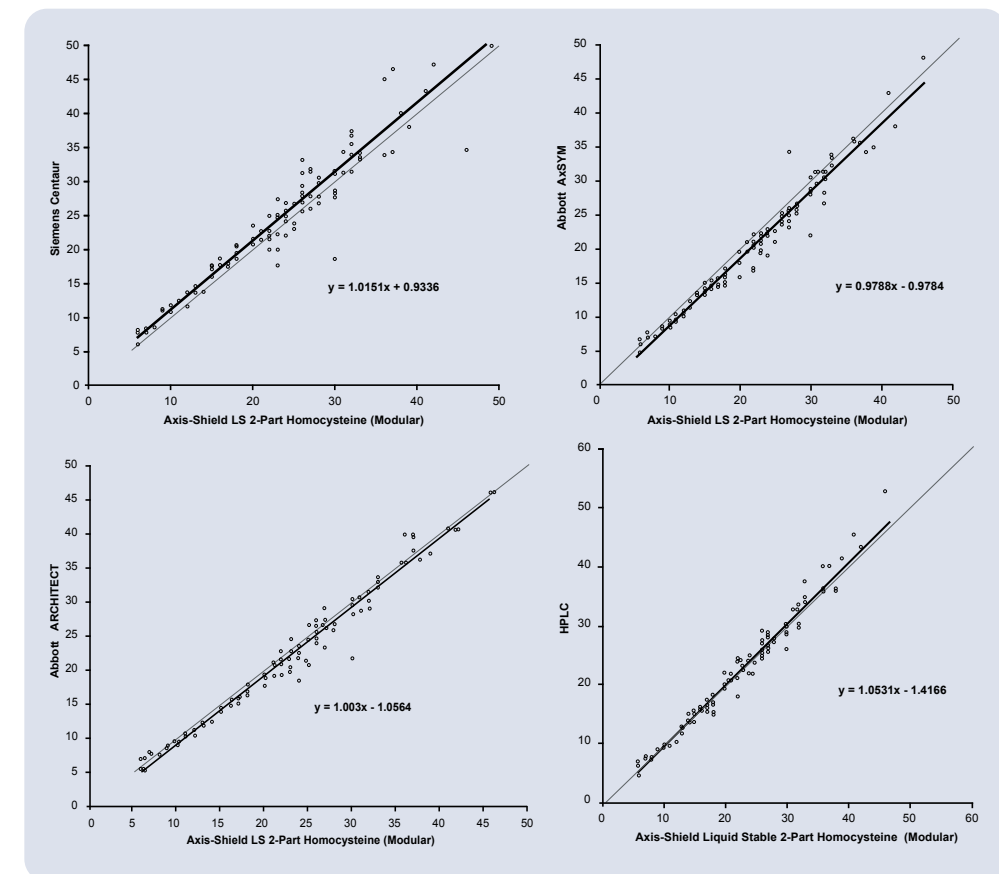 50
45
40
35
30
25
20
15
10
5
0
Siemens Centaur
y = 1.0151x + 0.9336
0 10 20 30 40 50
Axis-Shield LS 2-Part Homocysteine (Modular)
50
45
40
35
30
25
20
15
10
5
0
Abbott AxSYM
y = 0.9788x - 0.9784
0 10 20 30 40 50
Axis-Shield LS 2-Part Homocysteine (Modular)
50
45
40
35
30
25
20
15
10
5
0
Abbott ARCHITECT
y = 1.003x - 1.0564
0 5 10 15 20 25 30 35 40 45 50
Axis-Shield LS 2-Part Homocysteine (Modular)
60
50
40
30
20
10
0
HPLC
y = 1.0531x - 1.4166
0 10 20 30 40 50 60
Axis-Shield Liquid Stable 2-Part Homocysteine (Modular)